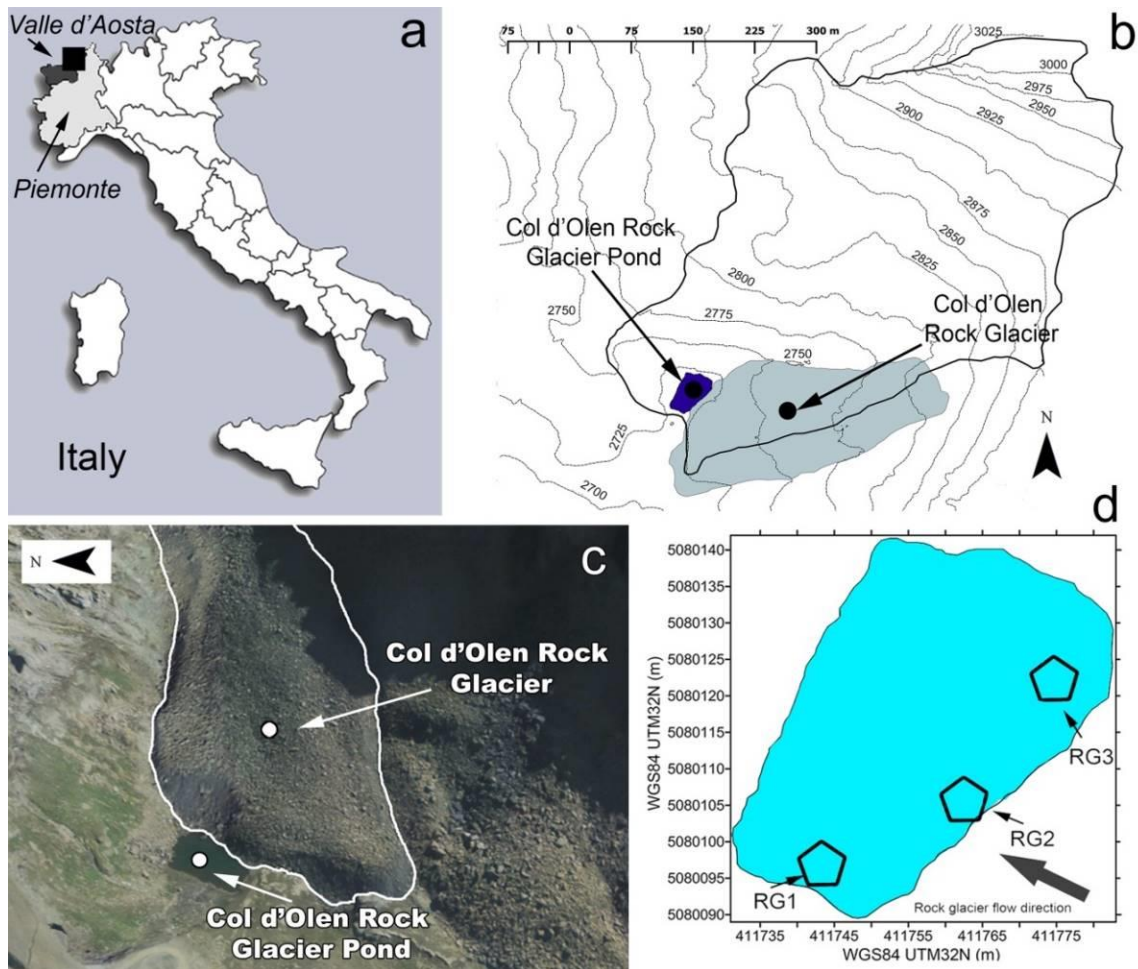 Valle d'Aosta
a
Piemonte
Italy
b
75 0 75 150 300 m
3025
3000
2975
2950
2925
2900
2875
2850
2825
2800
2775
2750
2750
2725
2700
Col d'Olen Rock
Glacier Pond
Col d'Olen
Rock Glacier
N
c
N
Col d'Olen Rock
Glacier
Col d'Olen Rock
Glacier Pond
d
WGS84 UTM32N (m)
5080140
5080135
5080130
5080125
5080120
5080115
5080110
5080105
5080100
5080095
5080090
RG3
RG2
RG1
Rock glacier flow direction
411735 411745 411755 411765 411775
WGS84 UTM32N (m)